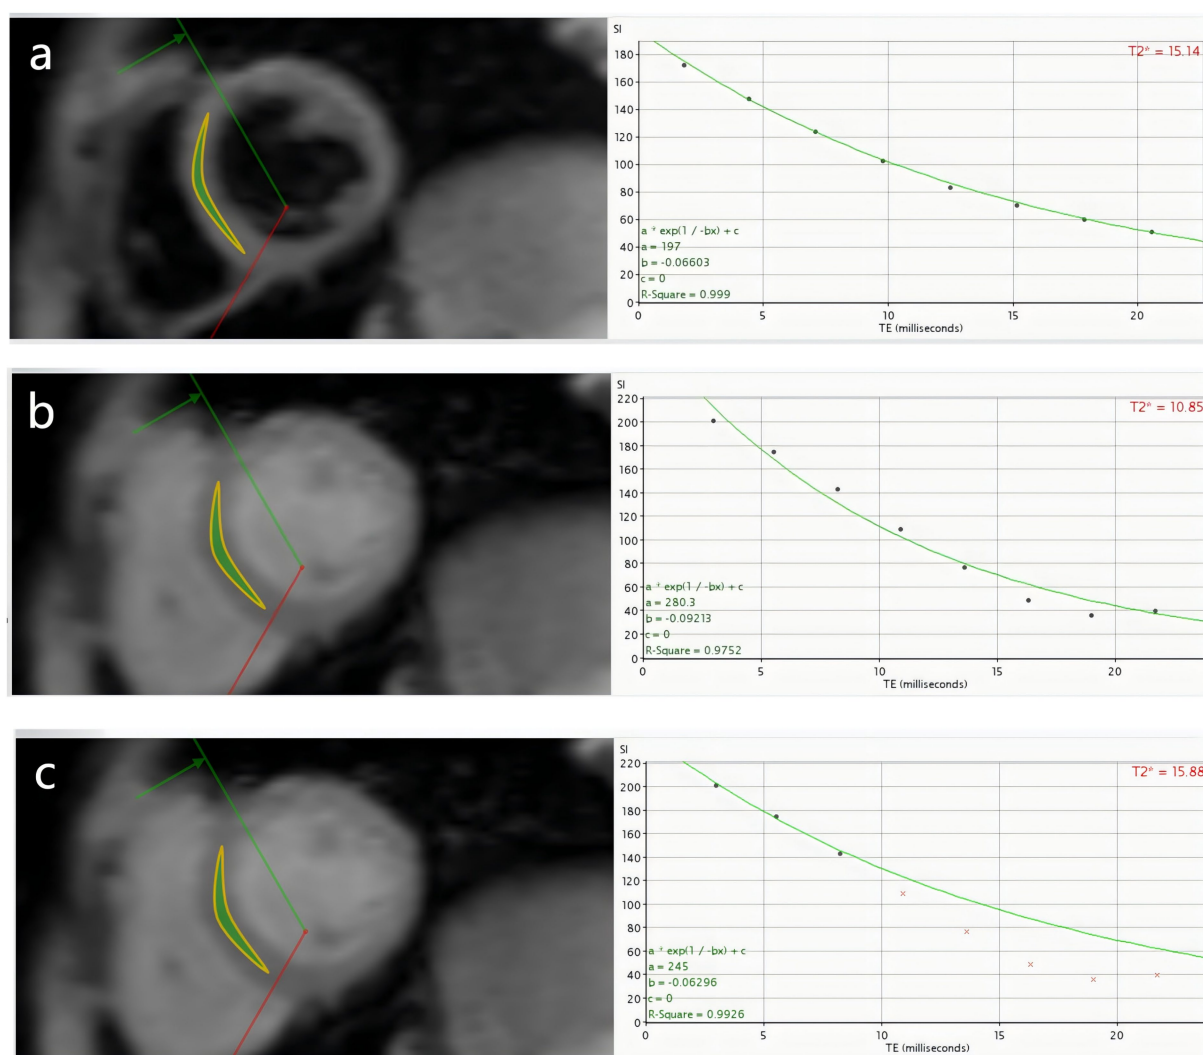 a
SI
T2* = 15.14
180
160
140
120
100
80
60
40
20
0
a * exp(1 / -bx) + c
a = 197
b = -0.06603
c = 0
R-Square = 0.999
0 5 10 15 20
TE (milliseconds)
b
SI
T2* = 10.85
220
200
180
160
140
120
100
80
60
40
20
0
a * exp(1 / -bx) + c
a = 280.3
b = -0.09213
c = 0
R-Square = 0.9752
0 5 10 15 20
TE (milliseconds)
c
SI
T2* = 15.88
220
200
180
160
140
120
100
80
60
40
20
0
a * exp(1 / -bx) + c
a = 245
b = -0.06296
c = 0
R-Square = 0.9926
0 5 10 15 20
TE (milliseconds)